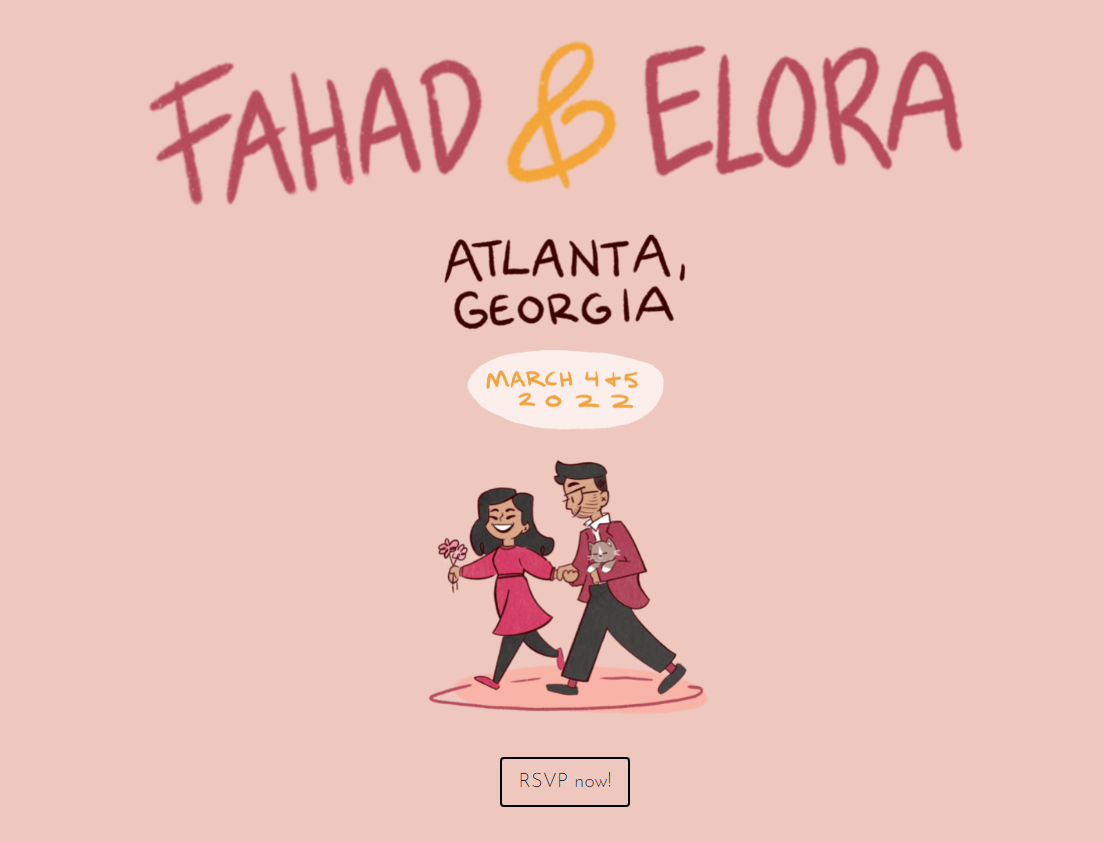 FAHAD & ELORA
ATLANTA,
GEORGIA
MARCH 4+5
2022
RSVP now!